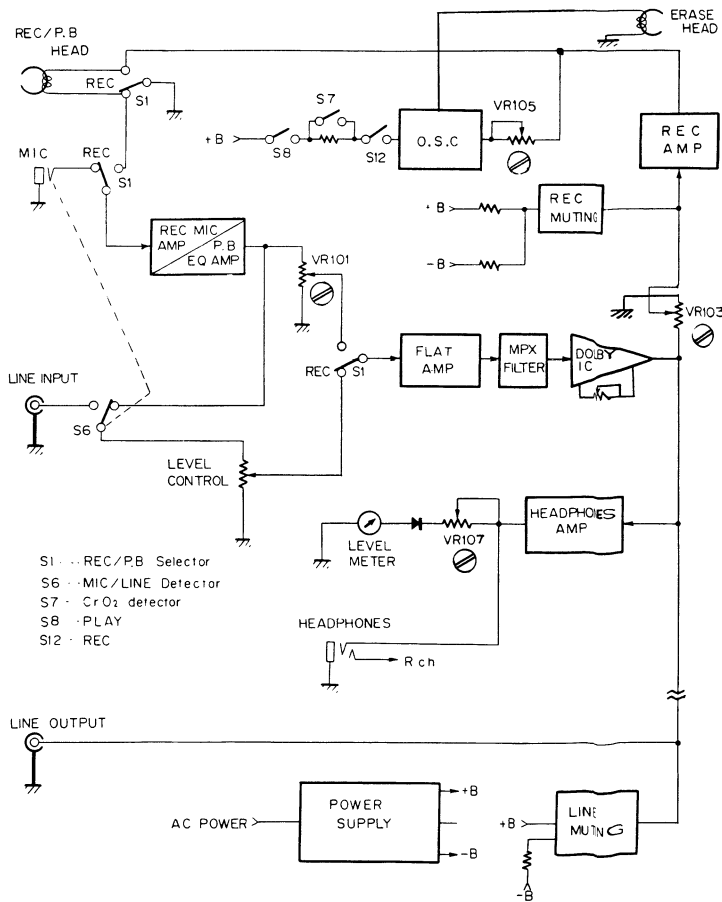 ERASE
HEAD
REC/P.B
HEAD
REC
S1
S7
+B
S8
S12
O.S.C
VR105
REC
AMP
MIC
REC
S1
+B
-B
REC
MUTING
REC MIC
AMP
P.B
EQ AMP
VR101
VR103
REC
S1
FLAT
AMP
MPX
FILTER
DOLBY
IC
LINE INPUT
S6
LEVEL
CONTROL
HEADPHONES
AMP
LEVEL
METER
VR107
S1 ··· REC/P.B Selector
S6 ·· MIC/LINE Detector
S7 - CrO2 detector
S8 · PLAY
S12 · REC
HEADPHONES
R ch
LINE OUTPUT
AC POWER
POWER
SUPPLY
+B
-B
+B
-B
LINE
MUTING